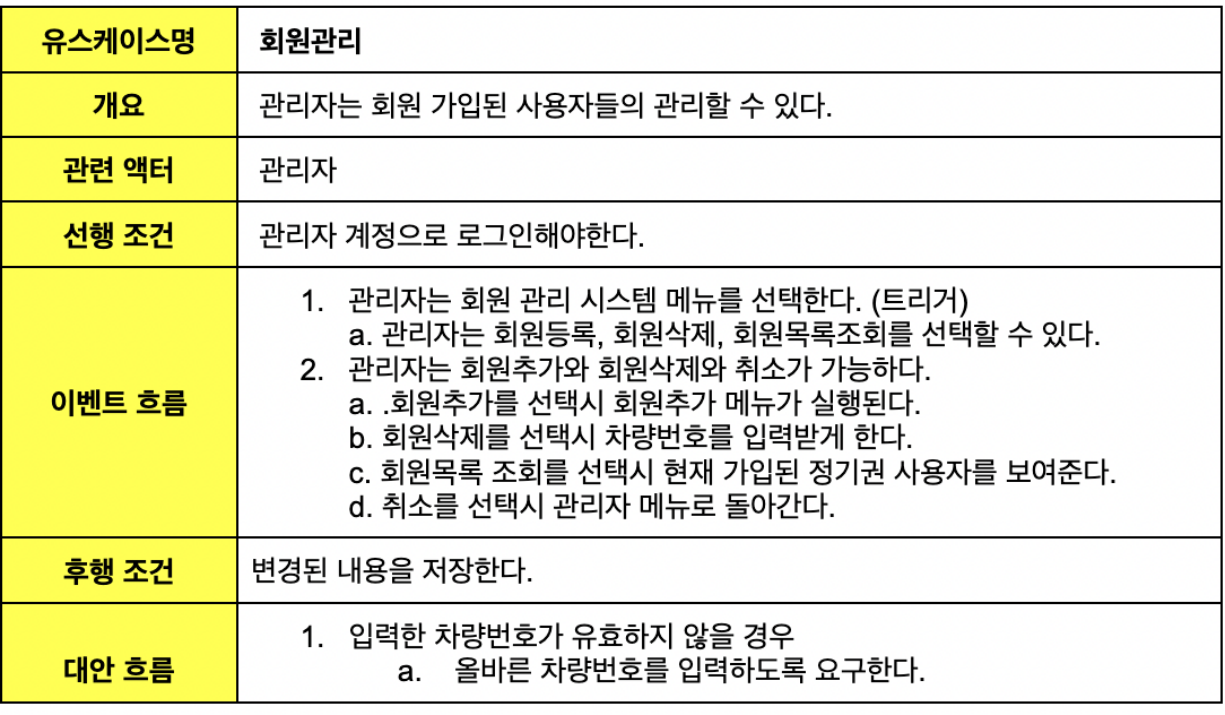 유스케이스명 회원관리
개요 관리자는 회원 가입된 사용자들의 관리할 수 있다.
관련 액터 관리자
선행 조건 관리자 계정으로 로그인해야한다.
이벤트 흐름
1. 관리자는 회원 관리 시스템 메뉴를 선택한다. (트리거)
a. 관리자는 회원등록, 회원삭제, 회원목록조회를 선택할 수 있다.
2. 관리자는 회원추가와 회원삭제와 취소가 가능하다.
a. .회원추가를 선택시 회원추가 메뉴가 실행된다.
b. 회원삭제를 선택시 차량번호를 입력받게 한다.
c. 회원목록 조회를 선택시 현재 가입된 정기권 사용자를 보여준다.
d. 취소를 선택시 관리자 메뉴로 돌아간다.
후행 조건 변경된 내용을 저장한다.
대안 흐름
1. 입력한 차량번호가 유효하지 않을 경우
a. 올바른 차량번호를 입력하도록 요구한다.